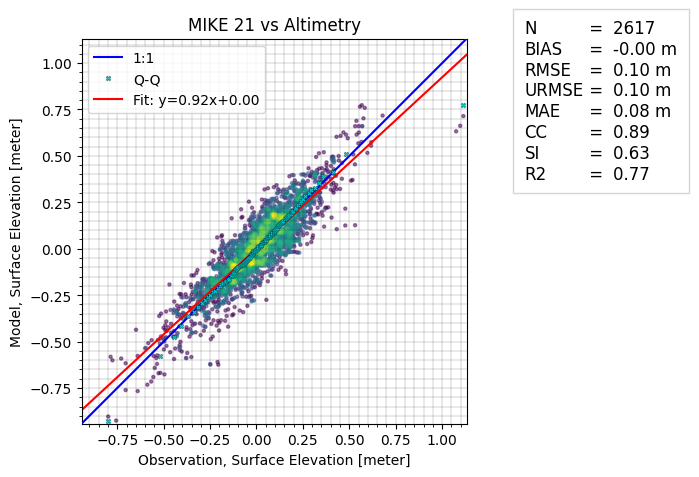 MIKE 21 vs Altimetry
1:1
Q-Q
Fit: y=0.92x+0.00
N = 2617
BIAS = -0.00 m
RMSE = 0.10 m
URMSE = 0.10 m
MAE = 0.08 m
CC = 0.89
SI = 0.63
R2 = 0.77
Model, Surface Elevation [meter]
1.00
0.75
0.50
0.25
0.00
−0.25
−0.50
−0.75
−0.75 −0.50 −0.25 0.00 0.25 0.50 0.75 1.00
Observation, Surface Elevation [meter]